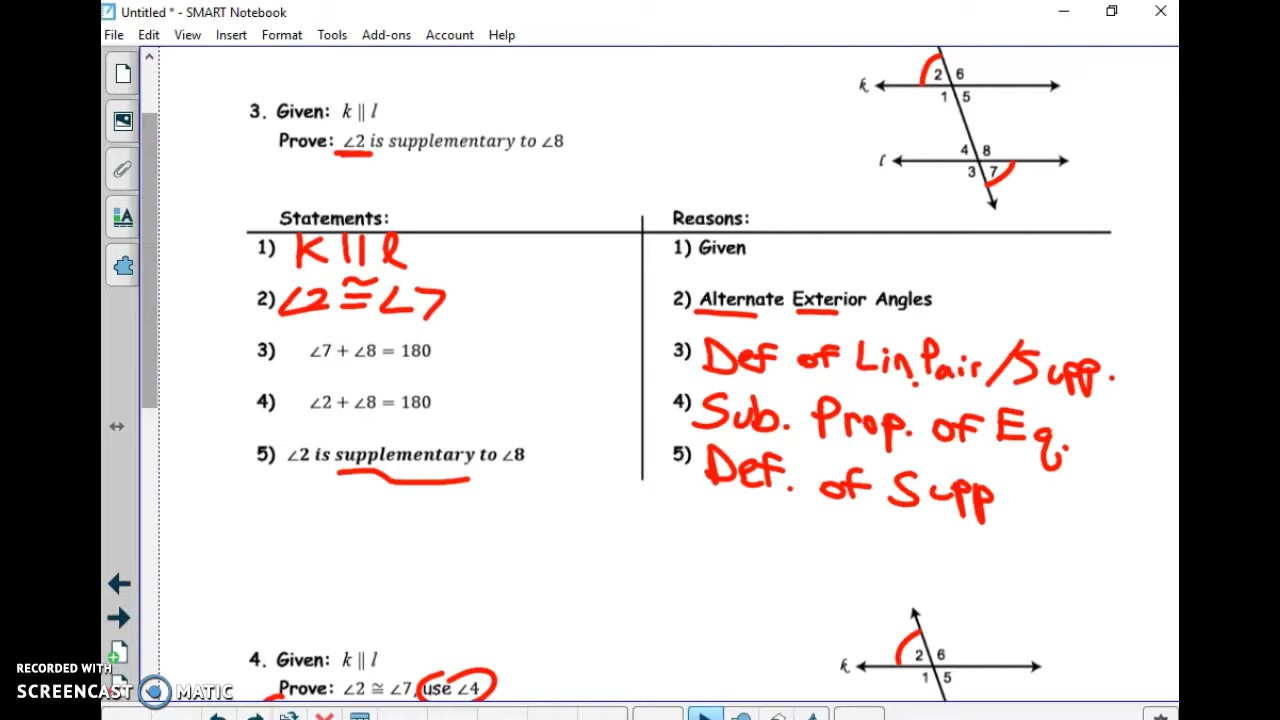 Untitled * - SMART Notebook
File Edit View Insert Format Tools Add-ons Account Help
3. Given: k || l
Prove: ∠2 is supplementary to ∠8
k 2 6
1 5
l 4 8
3 7
Statements: Reasons:
1) k || l 1) Given
2) ∠2 ≅ ∠7 2) Alternate Exterior Angles
3) ∠7 + ∠8 = 180 3) Def of Lin. Pair/Supp.
4) ∠2 + ∠8 = 180 4) Sub. Prop. of Eq.
5) ∠2 is supplementary to ∠8 5) Def. of Supp
4. Given: k || l
Prove: ∠2 ≅ ∠7, use ∠4
k 2 6
1 5
RECORDED WITH
SCREENCAST MATIC